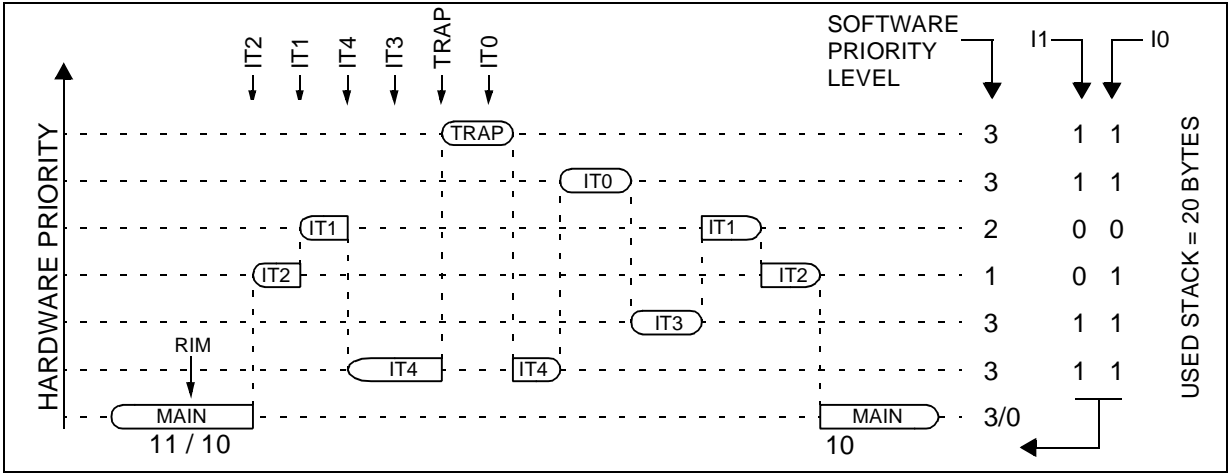 SOFTWARE
PRIORITY
LEVEL
I1
I0
IT2
IT1
IT4
IT3
TRAP
IT0
HARDWARE PRIORITY
TRAP
3
1 1
IT0
3
1 1
IT1
IT1
2
0 0
IT2
IT2
1
0 1
IT3
3
1 1
RIM
IT4
IT4
3
1 1
MAIN
MAIN
3/0
11 / 10
10
USED STACK = 20 BYTES